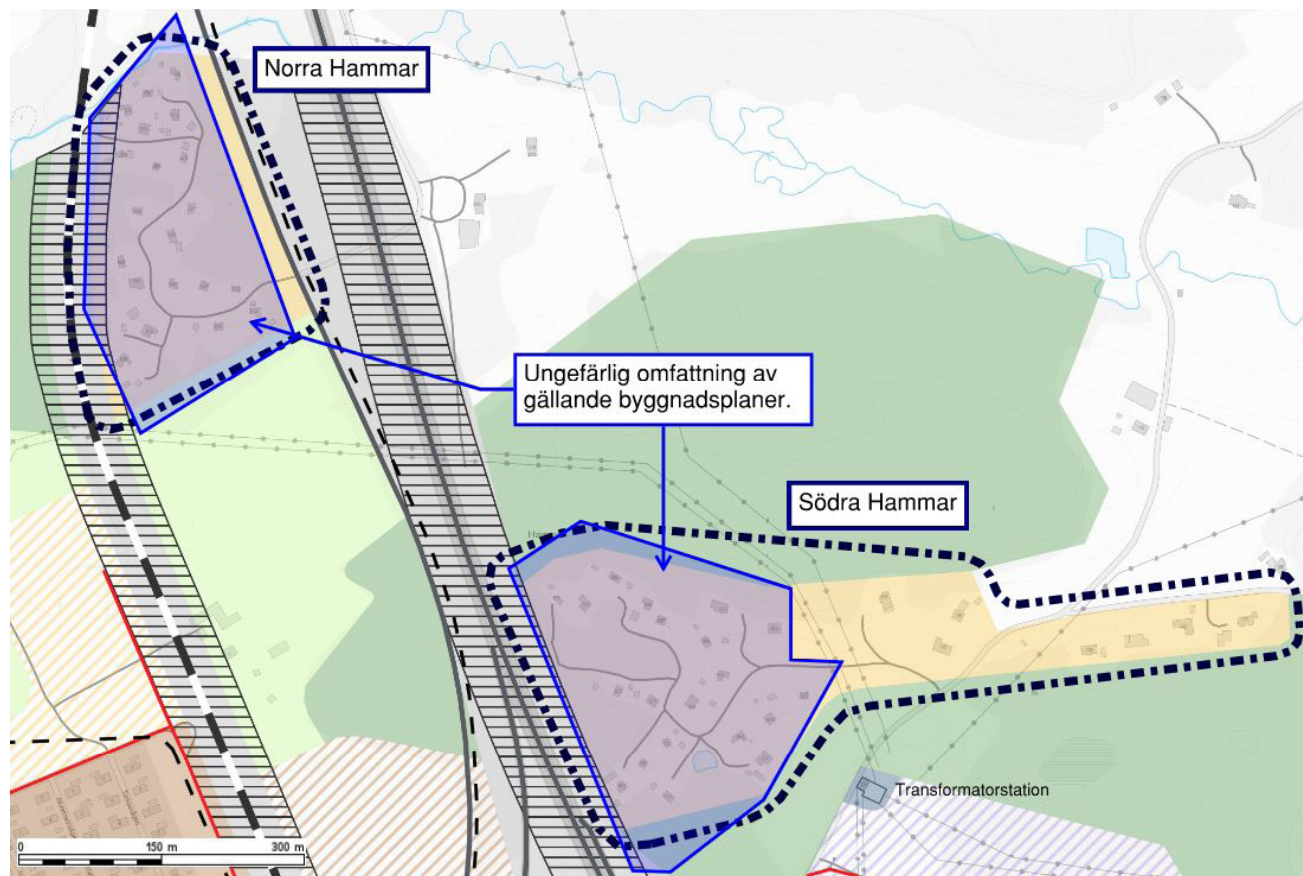 Norra Hammar
Ungefärlig omfattning av
gällande byggnadsplaner.
Södra Hammar
Transformatorstation
0 150 m 300 m